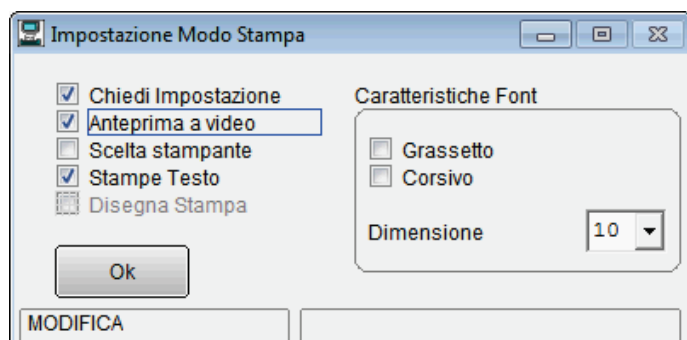 Impostazione Modo Stampa
Chiedi Impostazione
Anteprima a video
Scelta stampante
Stampe Testo
Disegna Stampa
Ok
Caratteristiche Font
Grassetto
Corsivo
Dimensione 10
MODIFICA